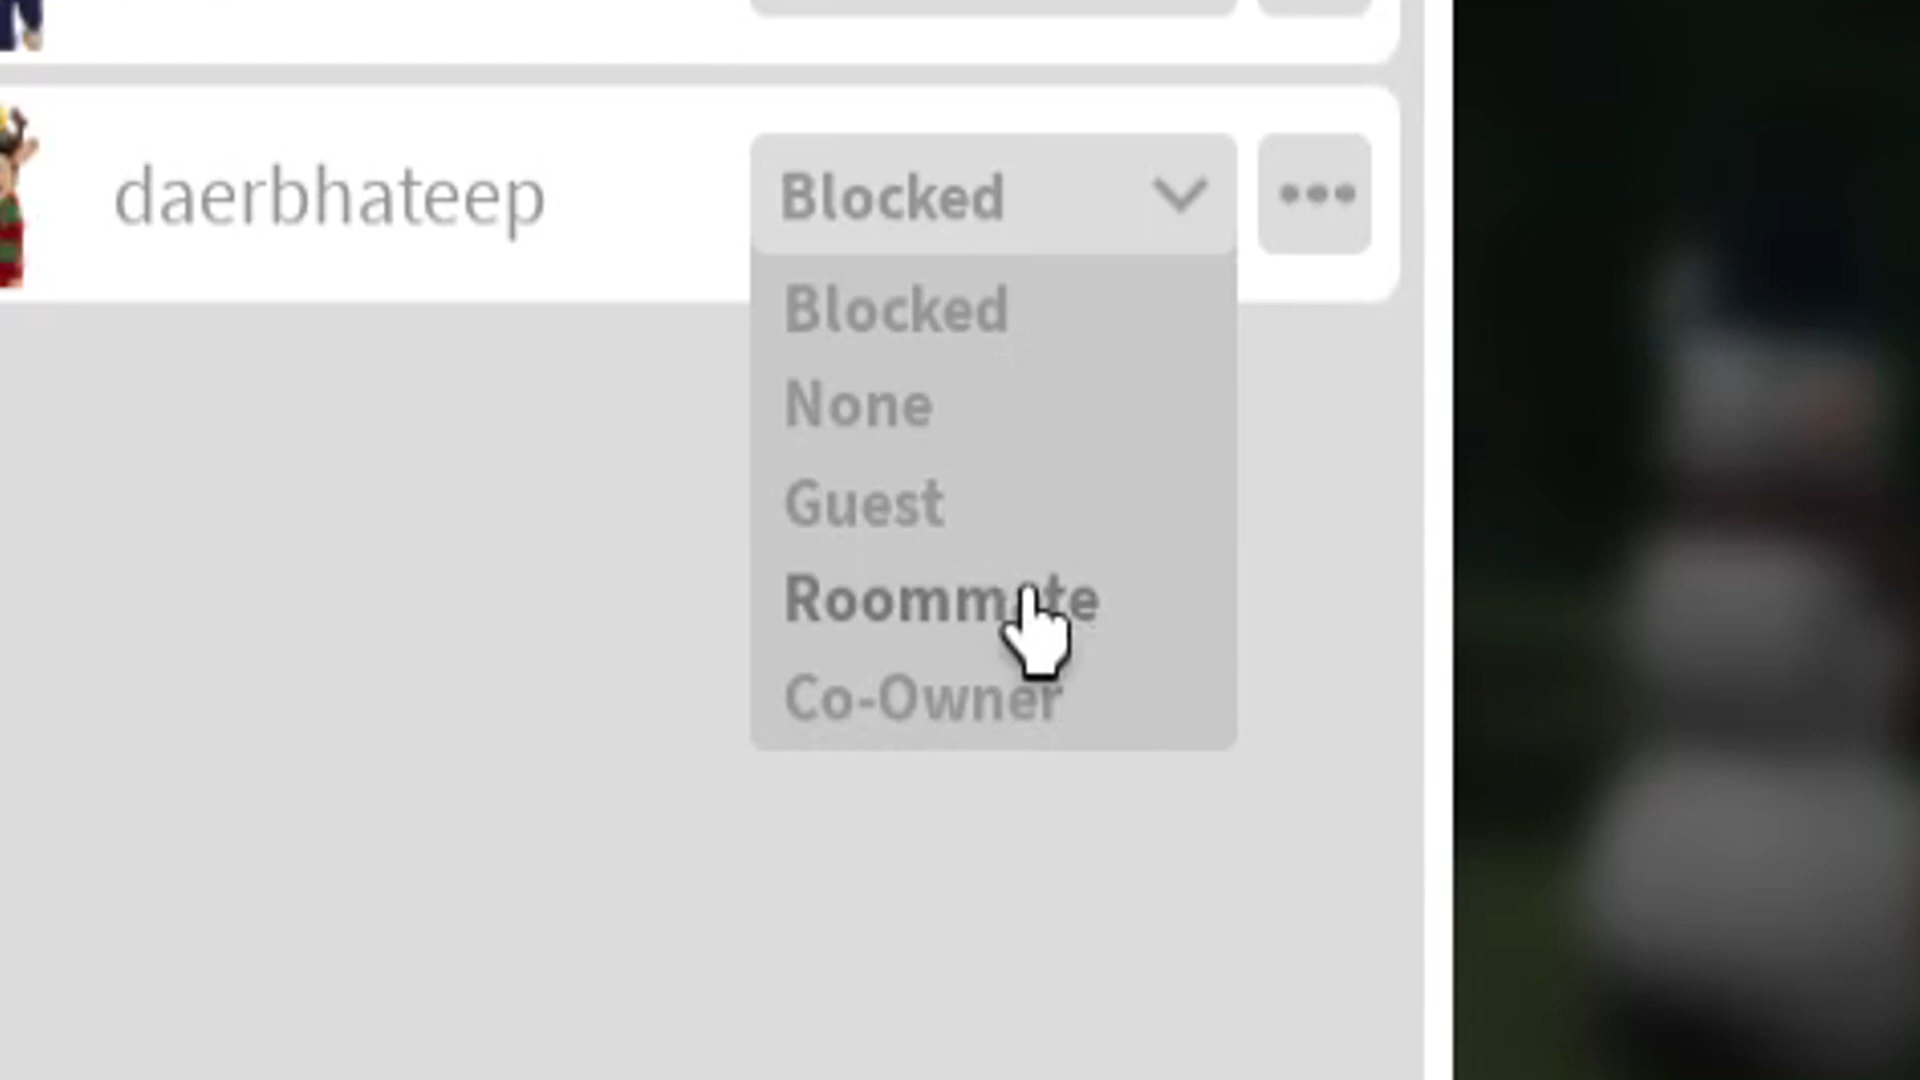 daerbhateep
Blocked
Blocked
None
Guest
Roommate
Co-Owner